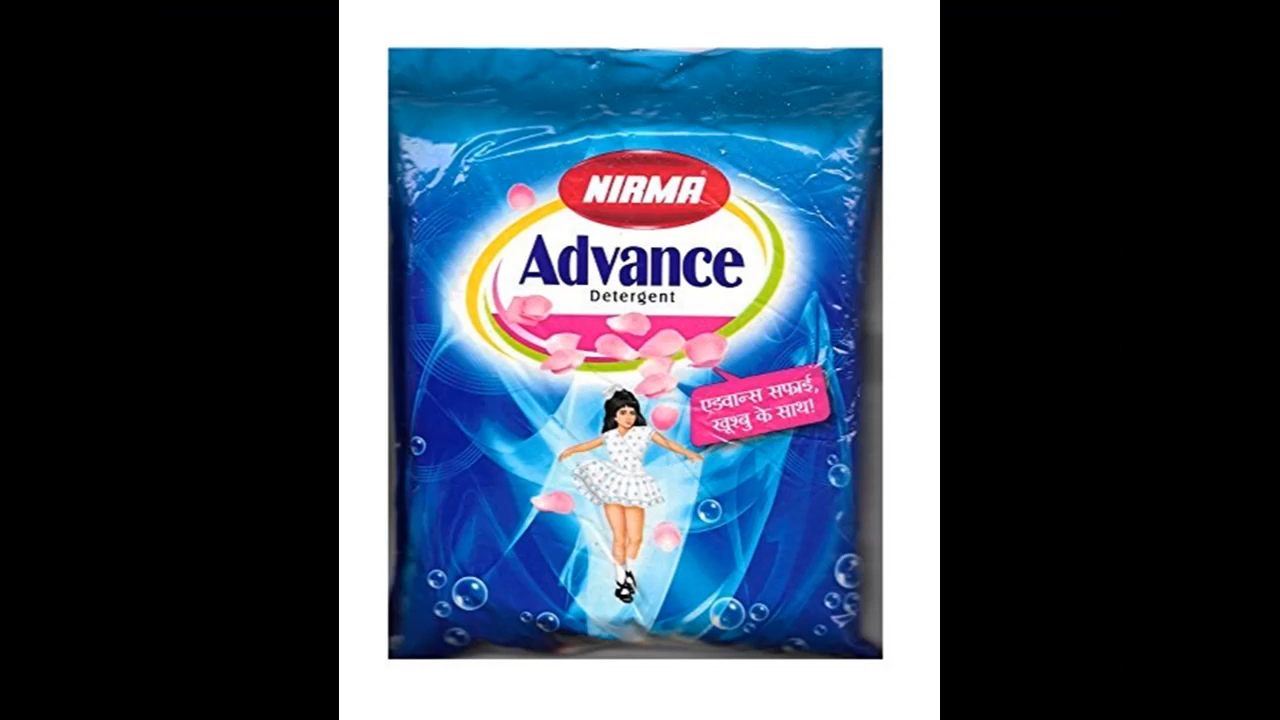 NIRMA
Advance
Detergent
एडवान्स सफाई,
खूश्बु के साथ!